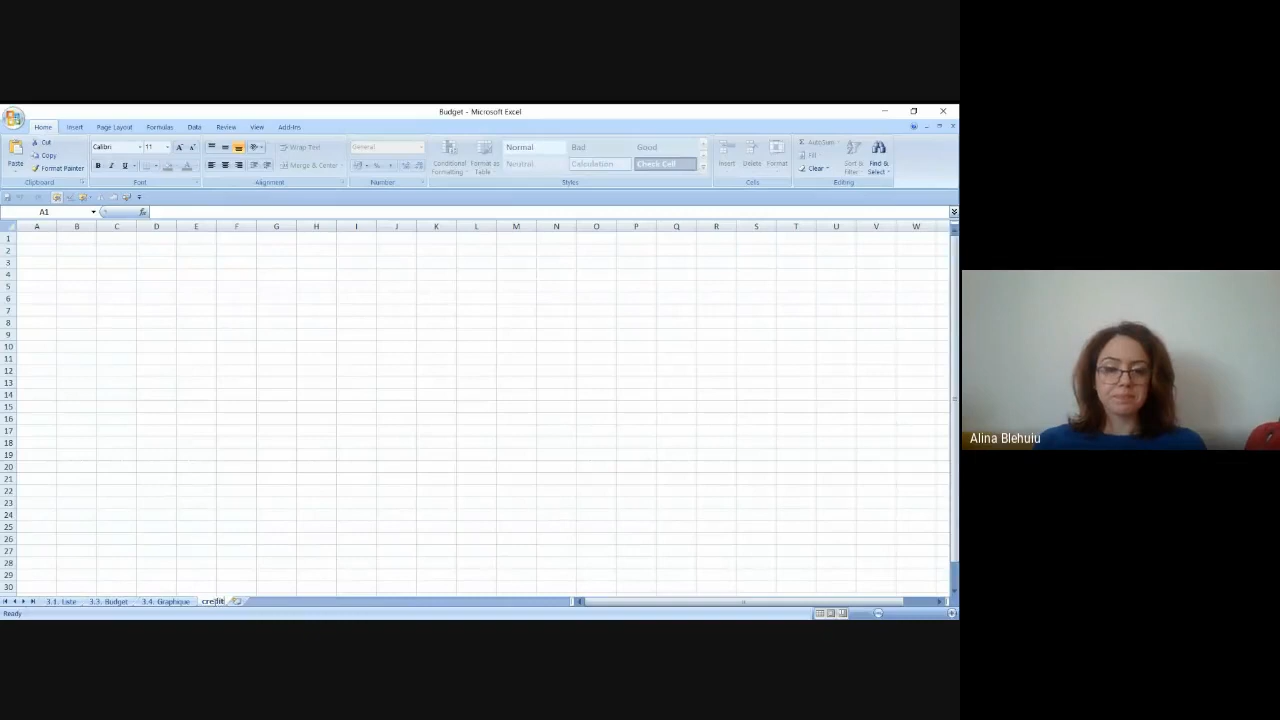 Budget - Microsoft Excel
Home Insert Page Layout Formulas Data Review View Add-Ins
Cut
Copy
Format Painter
Paste
Clipboard
Calibri 11
B I U
Font
Wrap Text
Merge & Center
Alignment
General
Number
Conditional Formatting
Format as Table
Normal Bad Good
Neutral Calculation Check Cell
Styles
Insert Delete Format
Cells
AutoSum
Fill
Clear
Sort & Filter
Find & Select
Editing
A1 fx
A B C D E F G H I J K L M N O P Q R S T U V W
1
2
3
4
5
6
7
8
9
10
11
12
13
14
15
16
17
18
19
20
21
22
23
24
25
26
27
28
29
30
3.1. Liste 3.3. Budget 3.4. Graphique credit
Ready
Alina Blehuiu